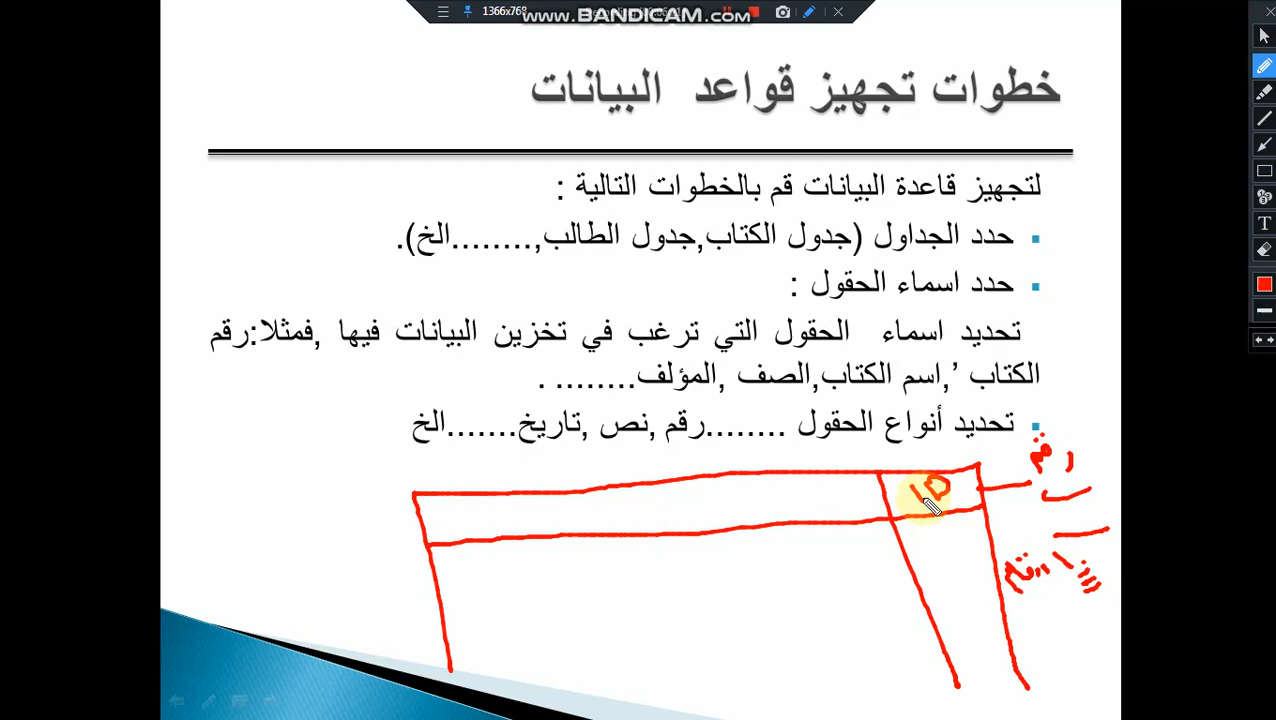 1366x768
www.BANDICAM.com
خطوات تجهيز قواعد البيانات
لتجهيز قاعدة البيانات قم بالخطوات التالية :
حدد الجداول (جدول الكتاب,جدول الطالب,........الخ).
حدد اسماء الحقول :
تحديد اسماء الحقول التي ترغب في تخزين البيانات فيها ,فمثلا:رقم
الكتاب ’,اسم الكتاب,الصف ,المؤلف........ .
تحديد أنواع الحقول ........رقم ,نص ,تاريخ.......الخ
رقم
ID